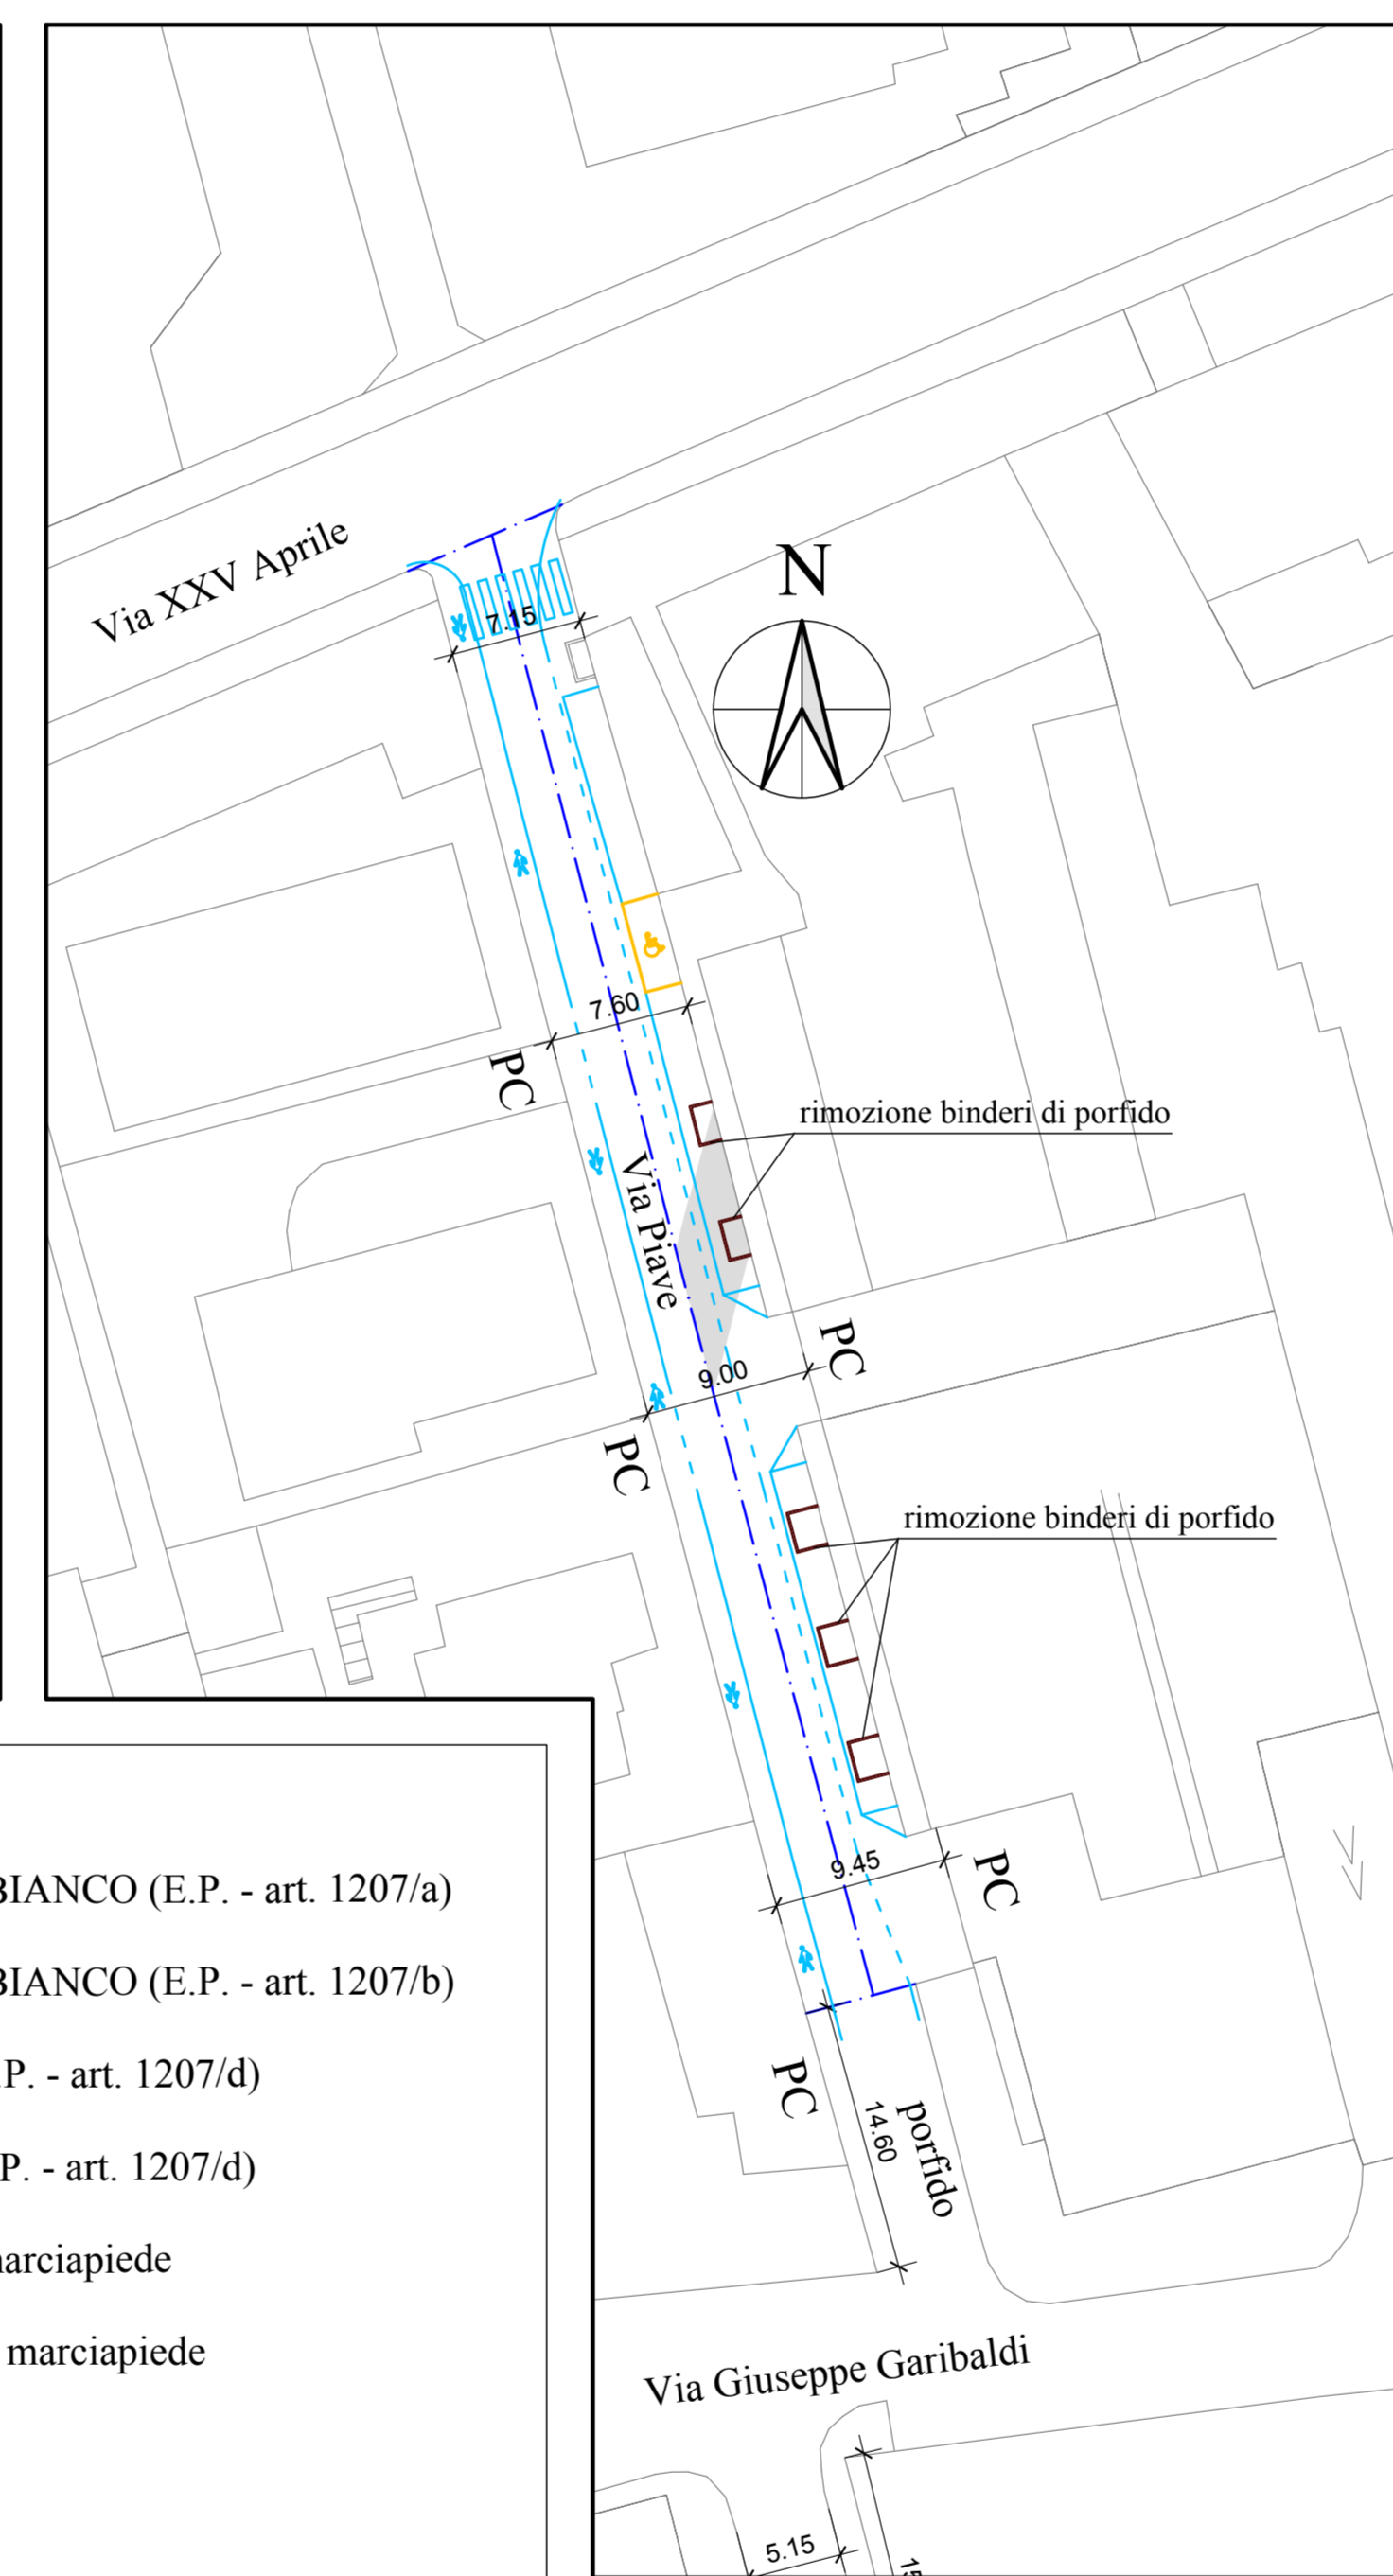 Via XXV Aprile
N
7.15
7.60
PC
rimozione binderi di porfido
Via Piave
PC
9.00
PC
rimozione binderi di porfido
9.45
PC
BIANCO (E.P. - art. 1207/a)
BIANCO (E.P. - art. 1207/b)
P. - art. 1207/d)
P. - art. 1207/d)
PC
14.60
porfido
marciapiede
marciapiede
Via Giuseppe Garibaldi
5.15